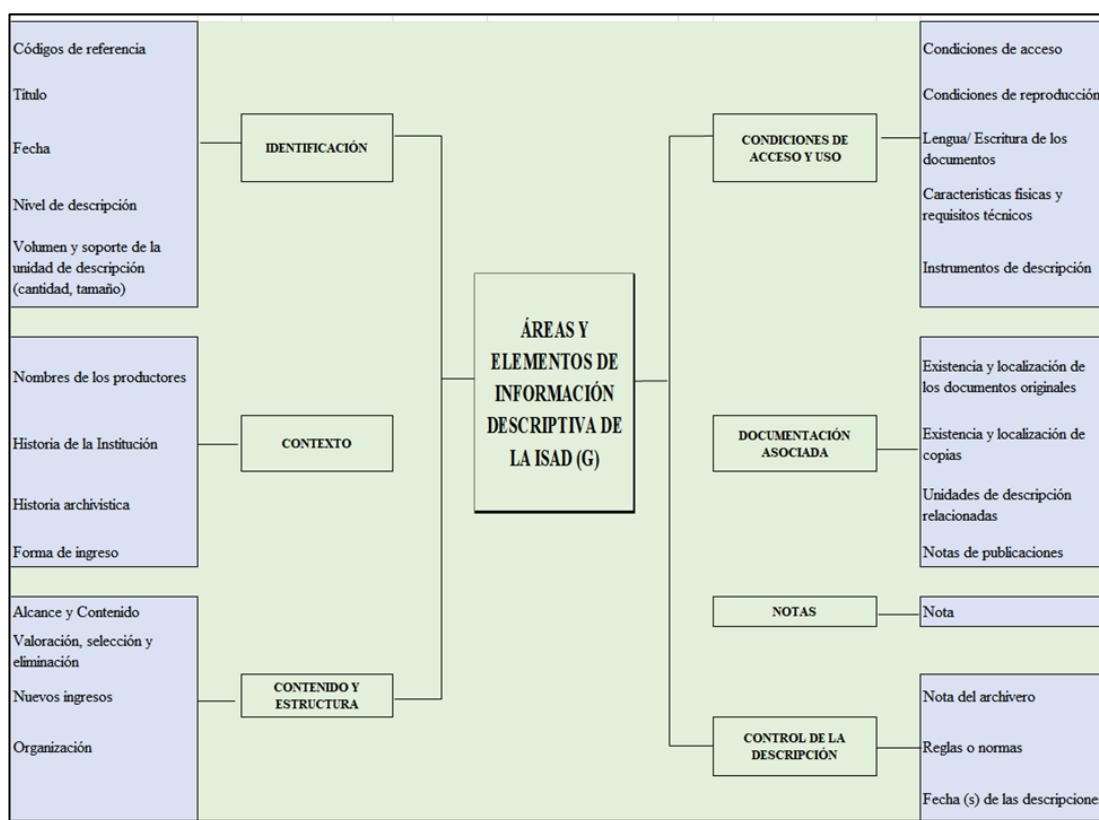 Códigos de referencia
Título
Fecha
Nivel de descripción
Volumen y soporte de la
unidad de descripción
(cantidad, tamaño)
IDENTIFICACIÓN
Nombres de los productores
Historia de la Institución
Historia archivística
Forma de ingreso
CONTEXTO
Alcance y Contenido
Valoración, selección y
eliminación
Nuevos ingresos
Organización
CONTENIDO Y
ESTRUCTURA
ÁREAS Y
ELEMENTOS DE
INFORMACIÓN
DESCRIPTIVA DE
LA ISAD (G)
CONDICIONES DE
ACCESO Y USO
Condiciones de acceso
Condiciones de reproducción
Lengua/ Escritura de los
documentos
Características físicas y
requisitos técnicos
Instrumentos de descripción
DOCUMENTACIÓN
ASOCIADA
Existencia y localización de
los documentos originales
Existencia y localización de
copias
Unidades de descripción
relacionadas
Notas de publicaciones
NOTAS
Nota
CONTROL DE LA
DESCRIPCIÓN
Nota del archivero
Reglas o normas
Fecha (s) de las descripciones